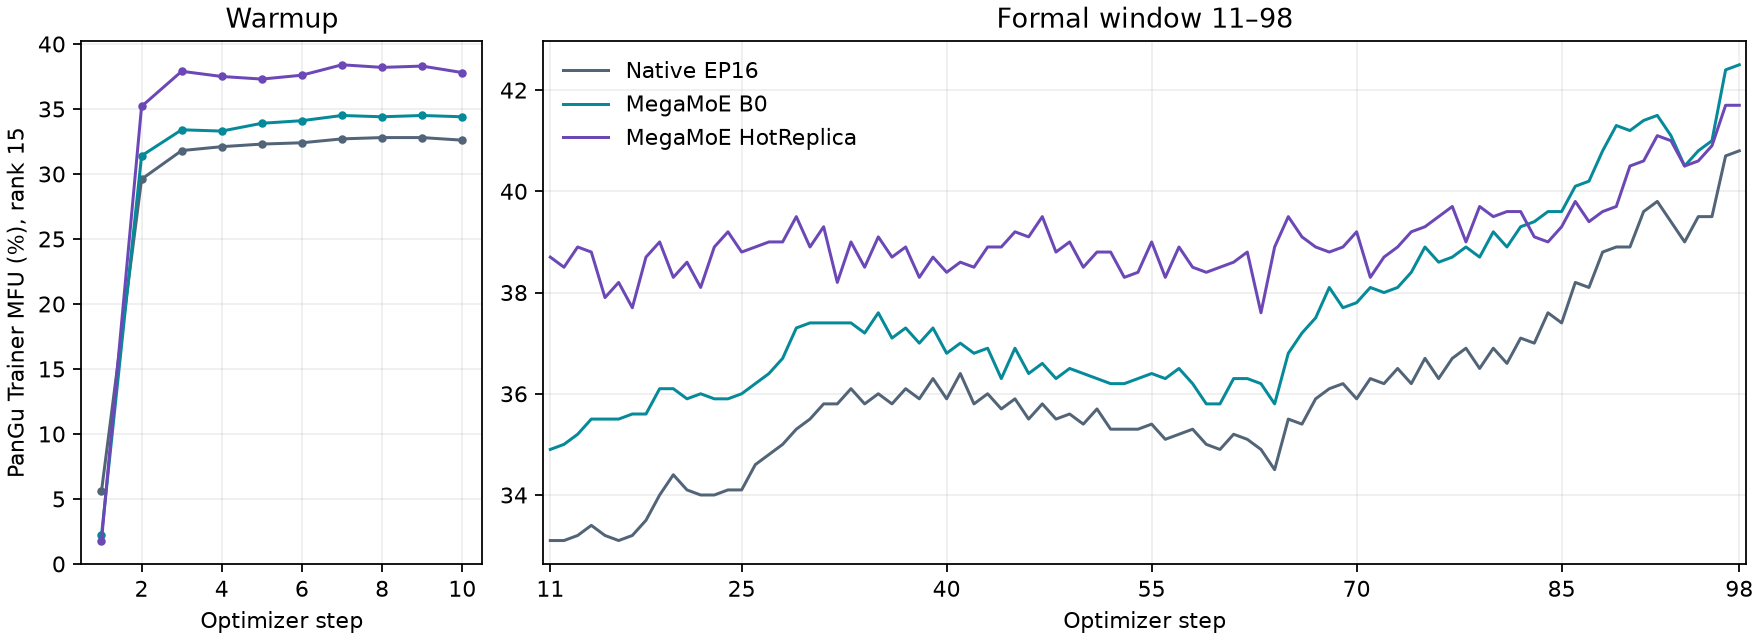 Warmup
PanGu Trainer MFU (%), rank 15
40
35
30
25
20
15
10
5
0
2 4 6 8 10
Optimizer step
Formal window 11–98
Native EP16
MegaMoE B0
MegaMoE HotReplica
42
40
38
36
34
11 25 40 55 70 85 98
Optimizer step